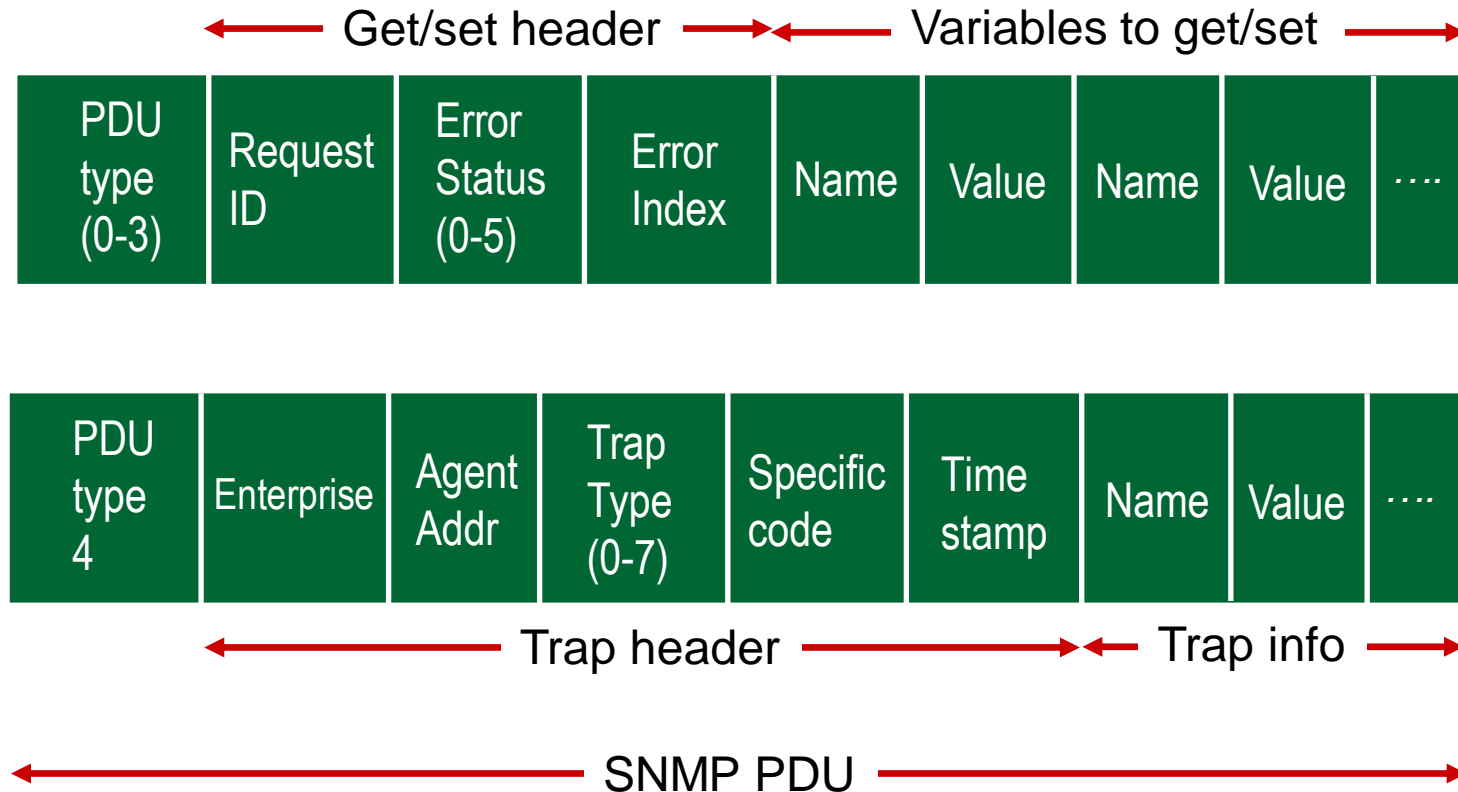 Get/set header
Variables to get/set
PDU
type
(0-3)
Request
ID
Error
Status
(0-5)
Error
Index
Name
Value
Name
Value
....
PDU
type
4
Enterprise
Agent
Addr
Trap
Type
(0-7)
Specific
code
Time
stamp
Name
Value
....
Trap header
Trap info
SNMP PDU